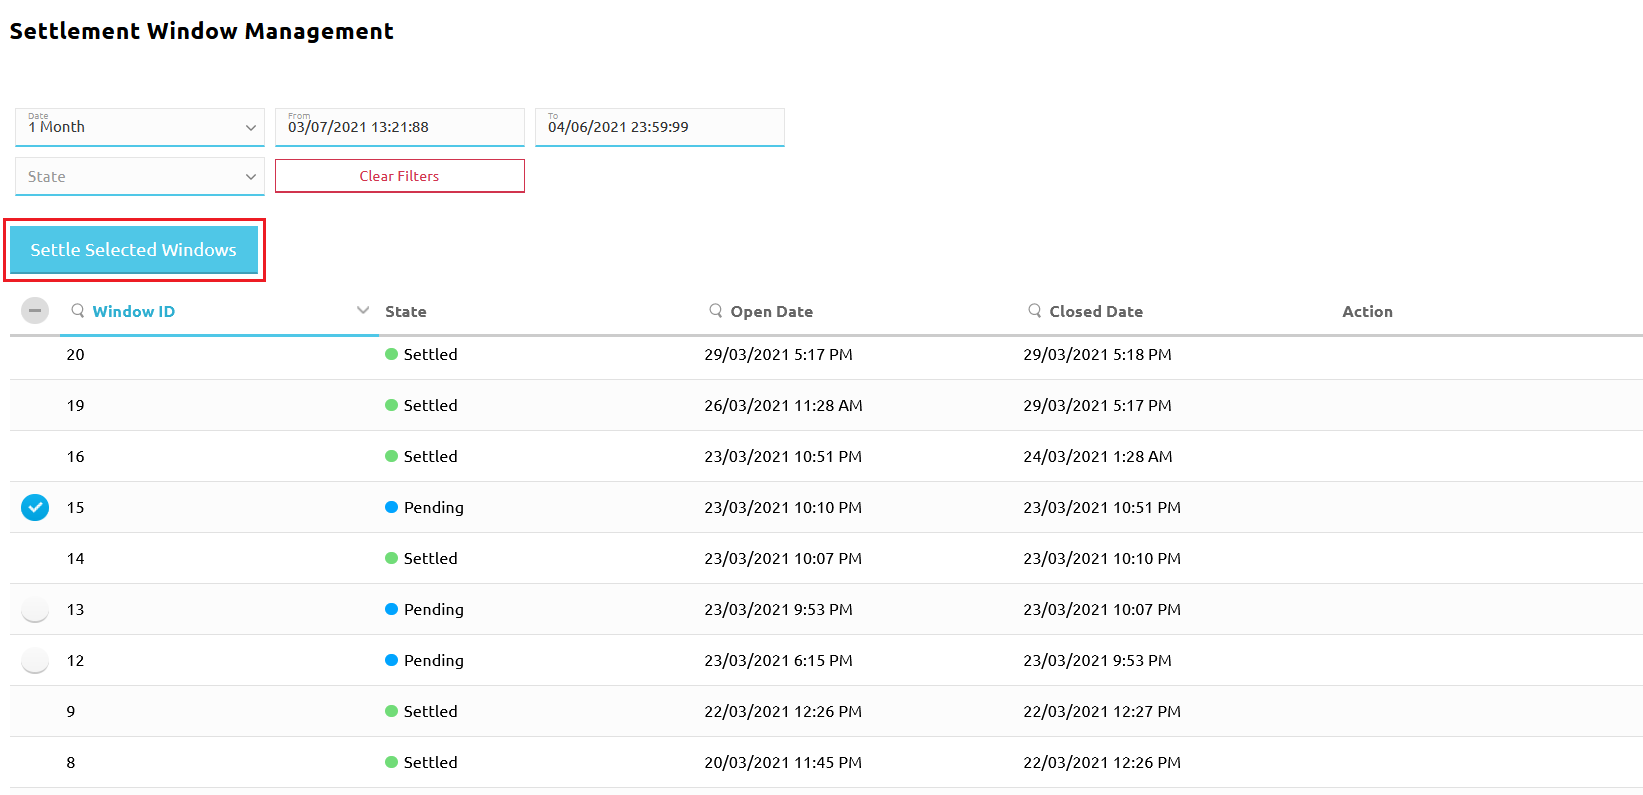 Settlement Window Management
Date From To
1 Month 03/07/2021 13:21:88 04/06/2021 23:59:99
State Clear Filters
Settle Selected Windows
Window ID State Open Date Closed Date Action
20 Settled 29/03/2021 5:17 PM 29/03/2021 5:18 PM
19 Settled 26/03/2021 11:28 AM 29/03/2021 5:17 PM
16 Settled 23/03/2021 10:51 PM 24/03/2021 1:28 AM
15 Pending 23/03/2021 10:10 PM 23/03/2021 10:51 PM
14 Settled 23/03/2021 10:07 PM 23/03/2021 10:10 PM
13 Pending 23/03/2021 9:53 PM 23/03/2021 10:07 PM
12 Pending 23/03/2021 6:15 PM 23/03/2021 9:53 PM
9 Settled 22/03/2021 12:26 PM 22/03/2021 12:27 PM
8 Settled 20/03/2021 11:45 PM 22/03/2021 12:26 PM